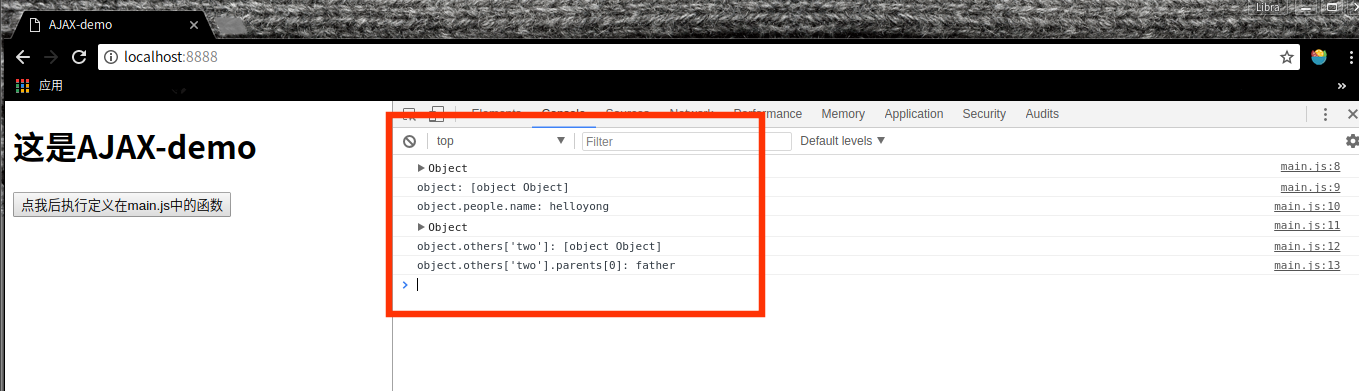 Libra
AJAX-demo
localhost:8888
应用
这是AJAX-demo
点我后执行定义在main.js中的函数
Elements Console Sources Network Performance Memory Application Security Audits
top Filter Default levels
Object main.js:8
object: [object Object] main.js:9
object.people.name: helloyong main.js:10
Object main.js:11
object.others['two']: [object Object] main.js:12
object.others['two'].parents[0]: father main.js:13